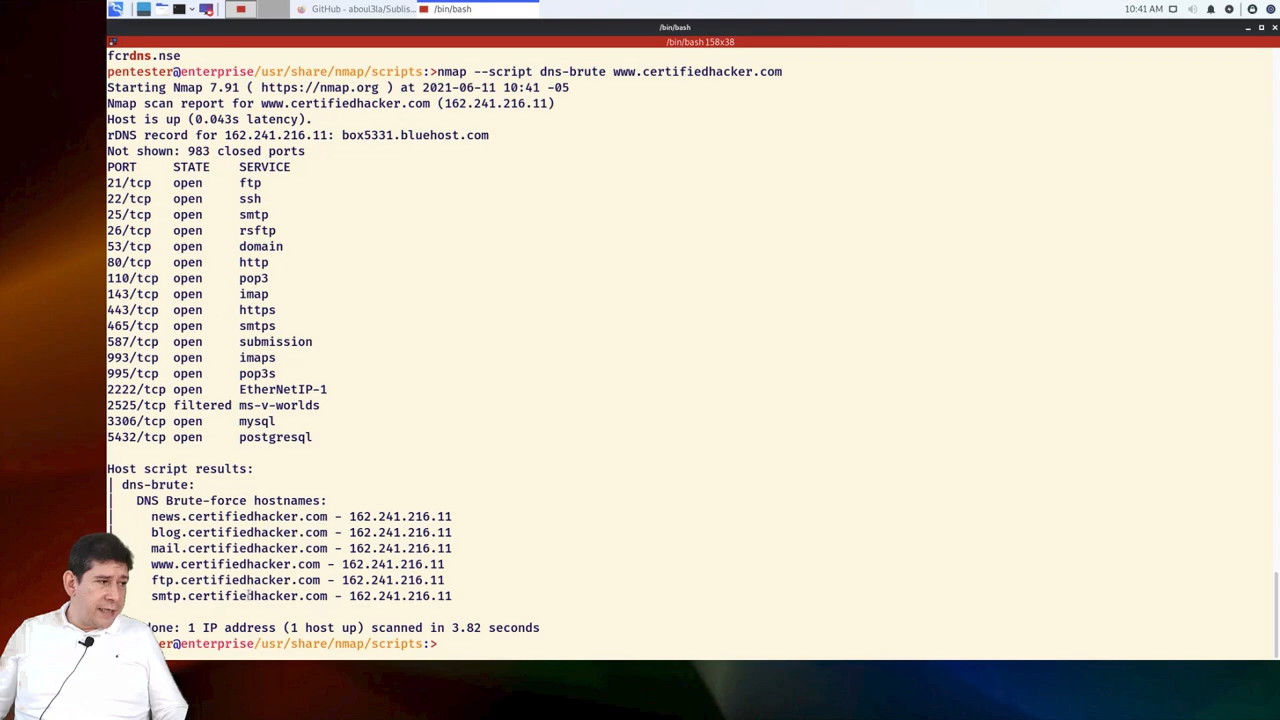 GitHub - aboul3la/Sublis...
/bin/bash
10:41 AM
/bin/bash
/bin/bash 158x38
fcrdns.nse
pentester@enterprise/usr/share/nmap/scripts:>nmap --script dns-brute www.certifiedhacker.com
Starting Nmap 7.91 ( https://nmap.org ) at 2021-06-11 10:41 -05
Nmap scan report for www.certifiedhacker.com (162.241.216.11)
Host is up (0.043s latency).
rDNS record for 162.241.216.11: box5331.bluehost.com
Not shown: 983 closed ports
PORT STATE SERVICE
21/tcp open ftp
22/tcp open ssh
25/tcp open smtp
26/tcp open rsftp
53/tcp open domain
80/tcp open http
110/tcp open pop3
143/tcp open imap
443/tcp open https
465/tcp open smtps
587/tcp open submission
993/tcp open imaps
995/tcp open pop3s
2222/tcp open EtherNetIP-1
2525/tcp filtered ms-v-worlds
3306/tcp open mysql
5432/tcp open postgresql
Host script results:
| dns-brute:
| DNS Brute-force hostnames:
| news.certifiedhacker.com - 162.241.216.11
| blog.certifiedhacker.com - 162.241.216.11
mail.certifiedhacker.com - 162.241.216.11
www.certifiedhacker.com - 162.241.216.11
ftp.certifiedhacker.com - 162.241.216.11
smtp.certifiedhacker.com - 162.241.216.11
done: 1 IP address (1 host up) scanned in 3.82 seconds
er@enterprise/usr/share/nmap/scripts:>